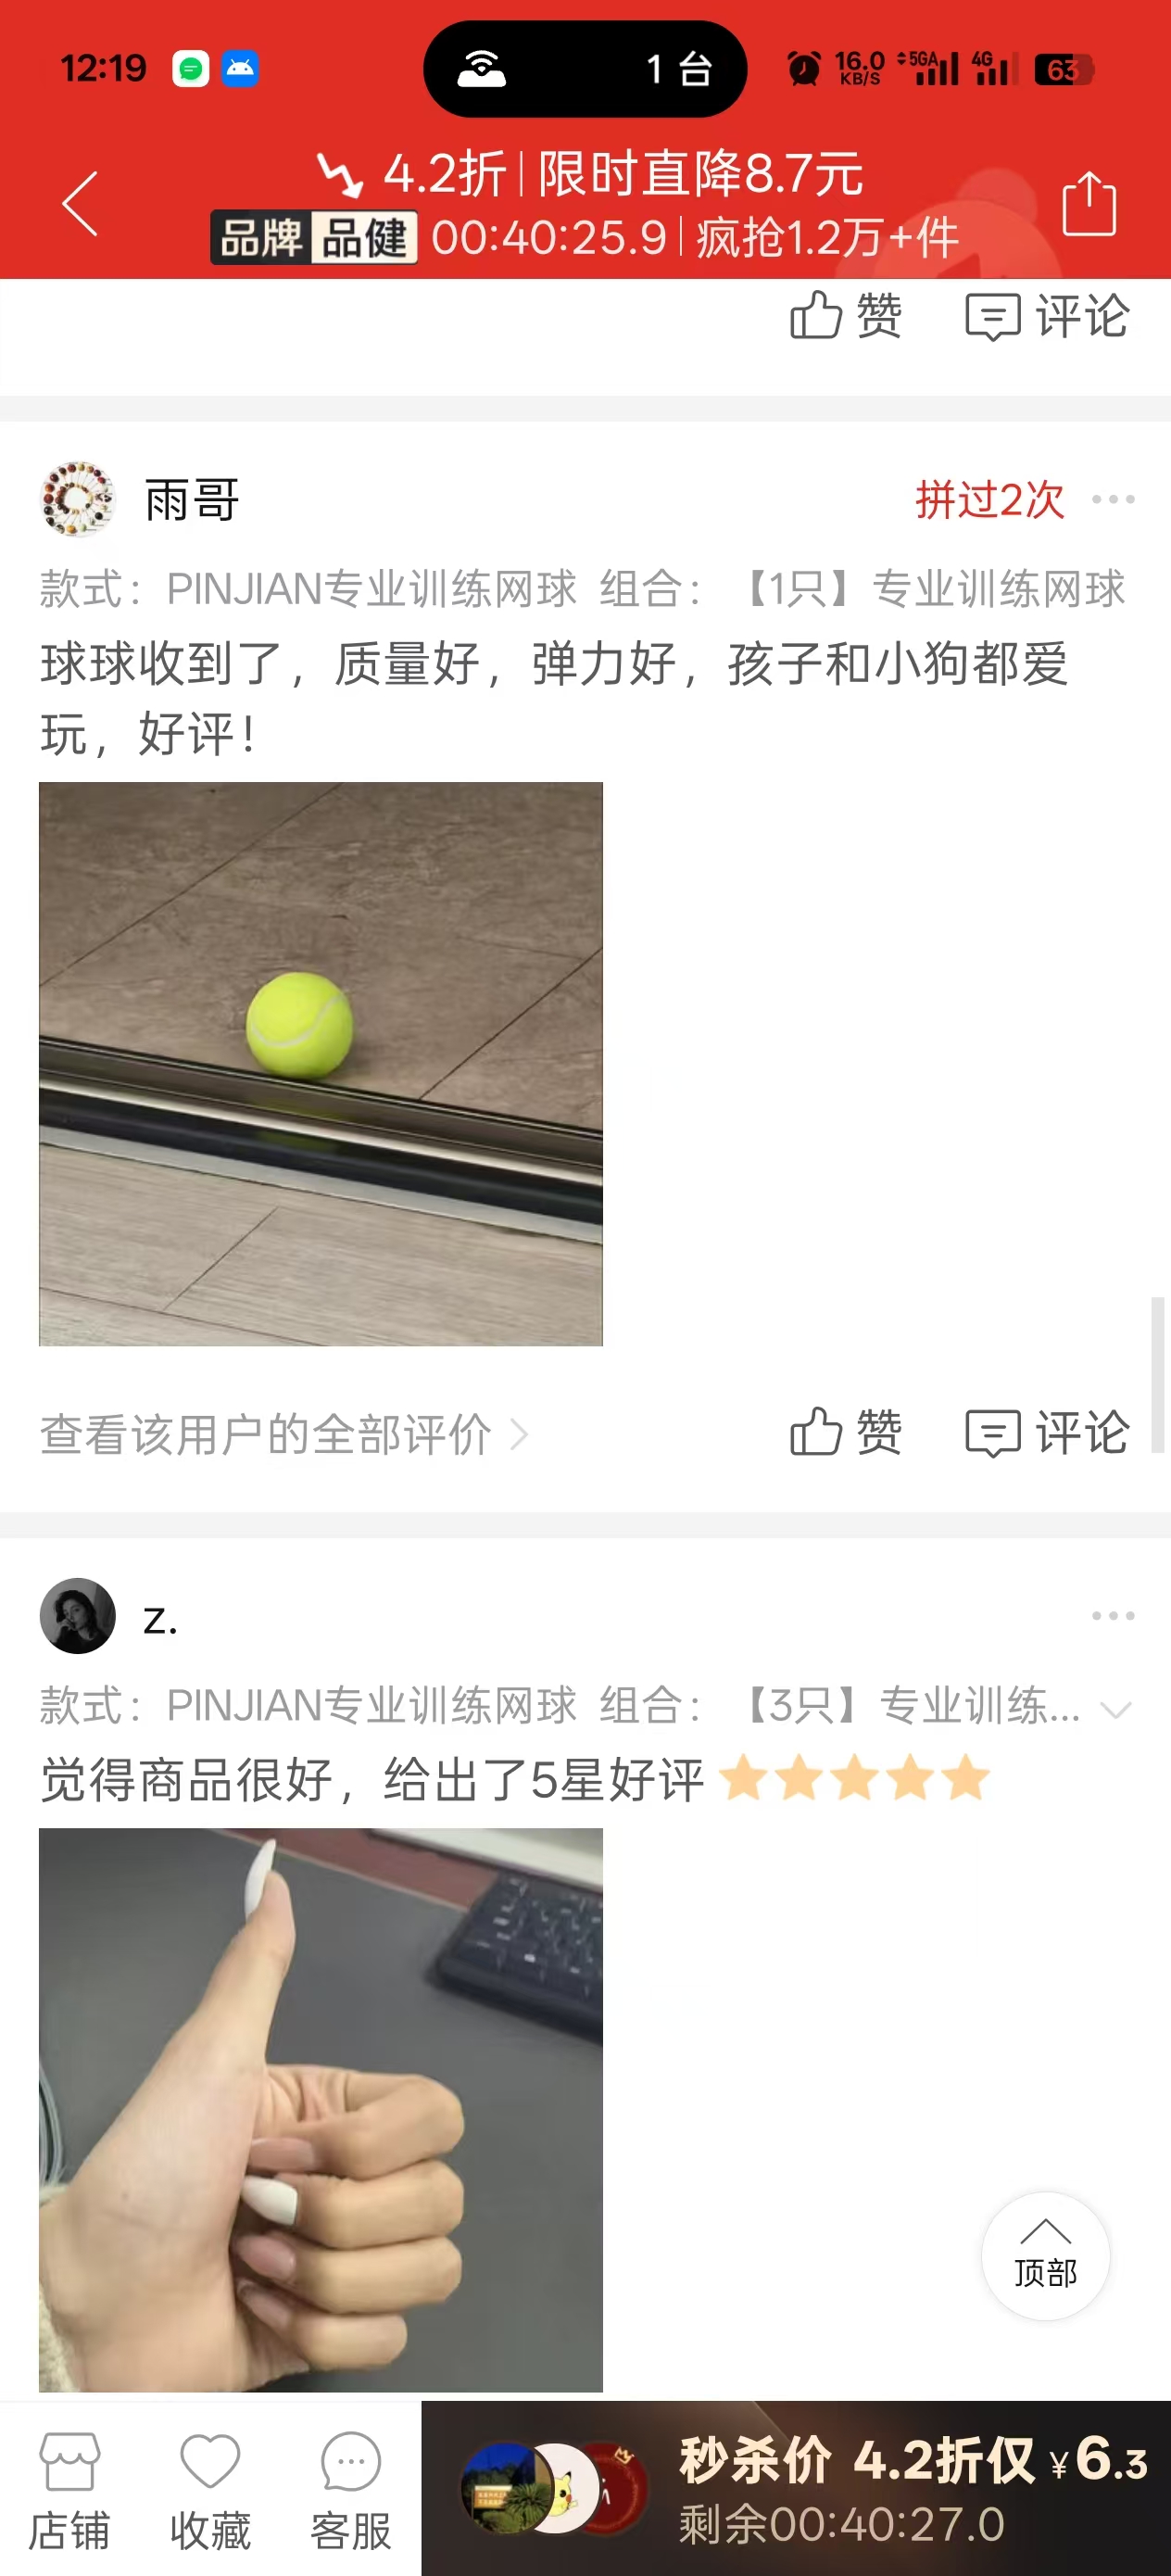 12:19
1 台
16.0 KB/S 5GA 4G 63
4.2折|限时直降8.7元
品牌 品健 00:40:25.9|疯抢1.2万+件
赞 评论
雨哥 拼过2次
款式：PINJIAN专业训练网球 组合：【1只】专业训练网球
球球收到了，质量好，弹力好，孩子和小狗都爱
玩，好评！
查看该用户的全部评价
赞 评论
z.
款式：PINJIAN专业训练网球 组合：【3只】专业训练...
觉得商品很好，给出了5星好评⭐⭐⭐⭐⭐
顶部
店铺 收藏 客服
秒杀价 4.2折仅 ¥6.3
剩余00:40:27.0